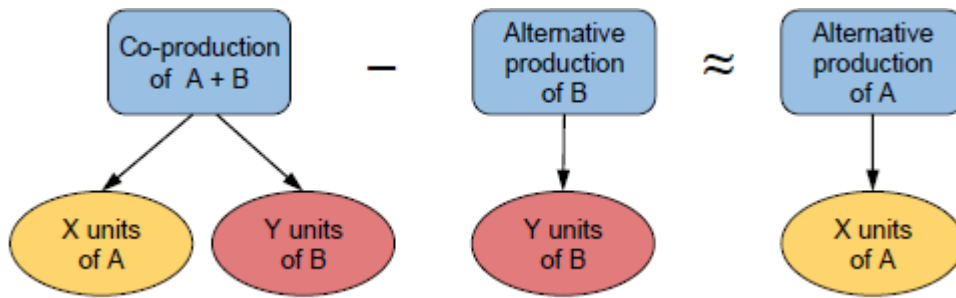 Co-production
of A + B
−
Alternative
production
of B
≈
Alternative
production
of A
X units
of A
Y units
of B
Y units
of B
X units
of A